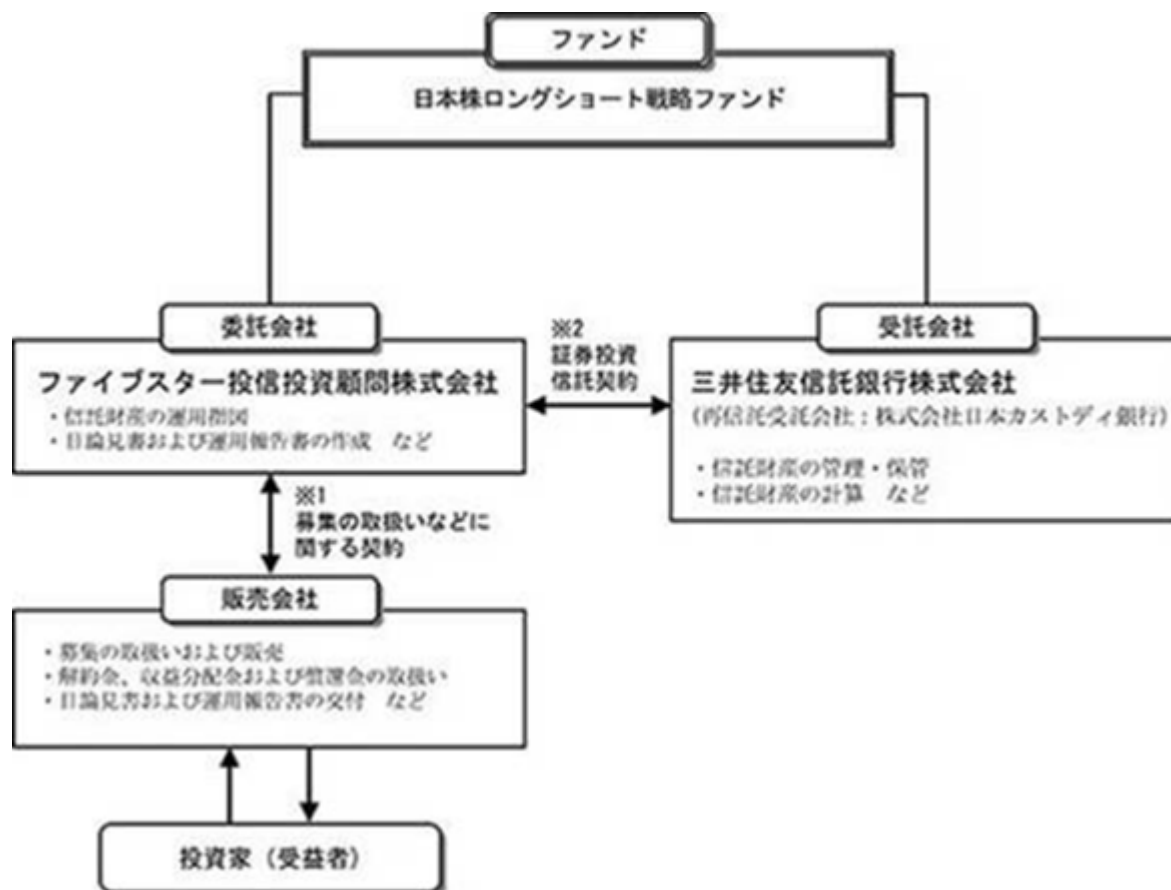 ファンド
日本株ロングショート戦略ファンド
委託会社
ファイブスター投信投資顧問株式会社
・信託財産の運用指図
・目論見書および運用報告書の作成　など
※2
証券投資
信託契約
受託会社
三井住友信託銀行株式会社
(再信託受託会社：株式会社日本カストディ銀行)
・信託財産の管理・保管
・信託財産の計算　など
※1
募集の取扱いなどに
関する契約
販売会社
・募集の取扱いおよび販売
・解約金、収益分配金および償還金の取扱い
・目論見書および運用報告書の交付　など
投資家（受益者）